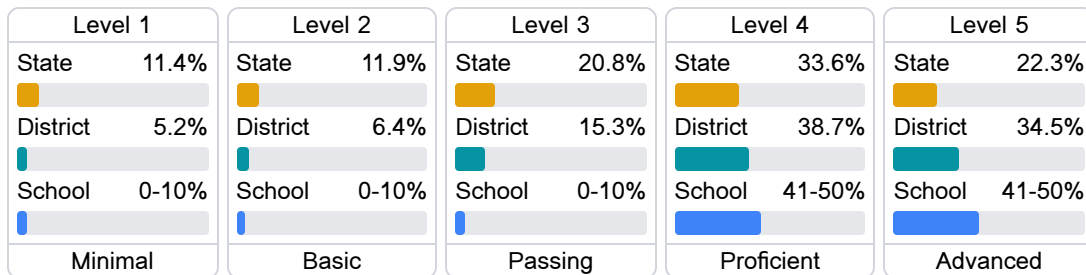 Level 1
State 11.4%
District 5.2%
School 0-10%
Minimal
Level 2
State 11.9%
District 6.4%
School 0-10%
Basic
Level 3
State 20.8%
District 15.3%
School 0-10%
Passing
Level 4
State 33.6%
District 38.7%
School 41-50%
Proficient
Level 5
State 22.3%
District 34.5%
School 41-50%
Advanced